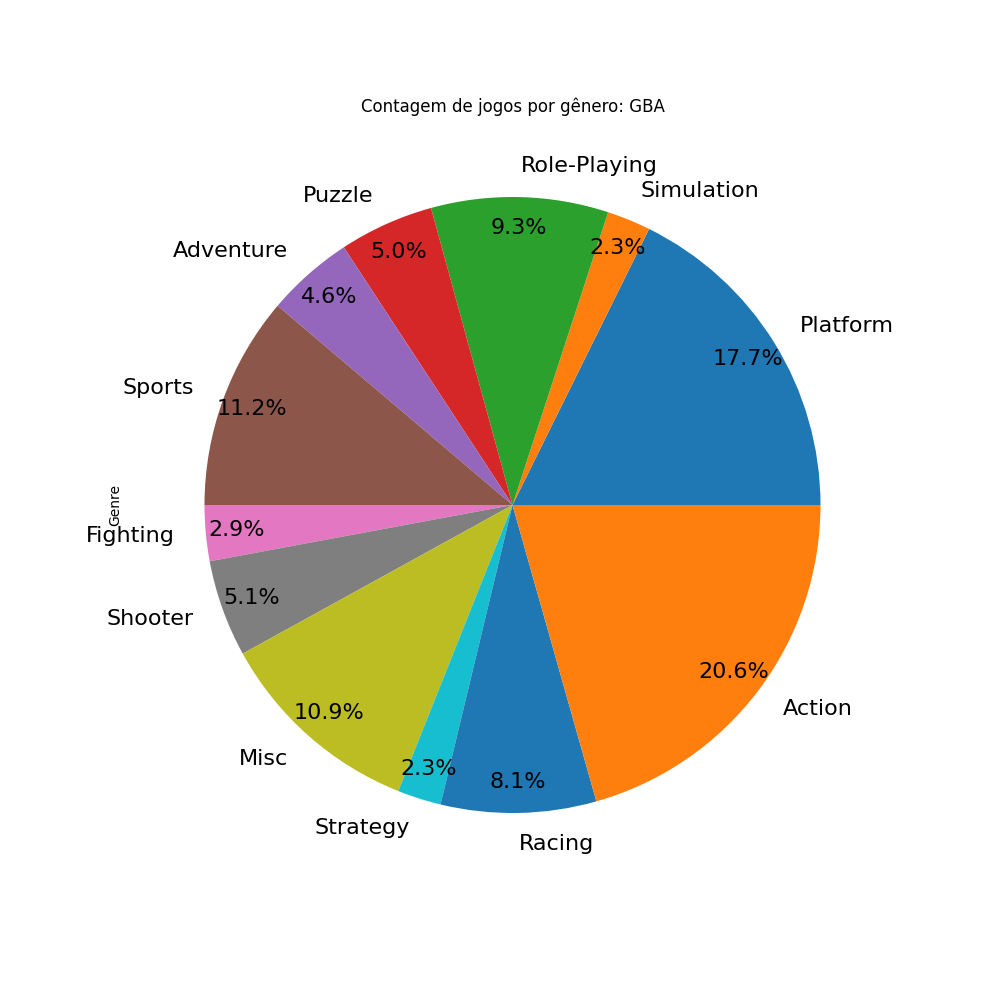 Contagem de jogos por gênero: GBA
Role-Playing
Simulation
Puzzle
9.3%
2.3%
5.0%
Adventure
4.6%
Platform
17.7%
Sports
11.2%
Genre
Fighting
2.9%
5.1%
Shooter
20.6%
Action
10.9%
Misc
2.3%
8.1%
Strategy
Racing